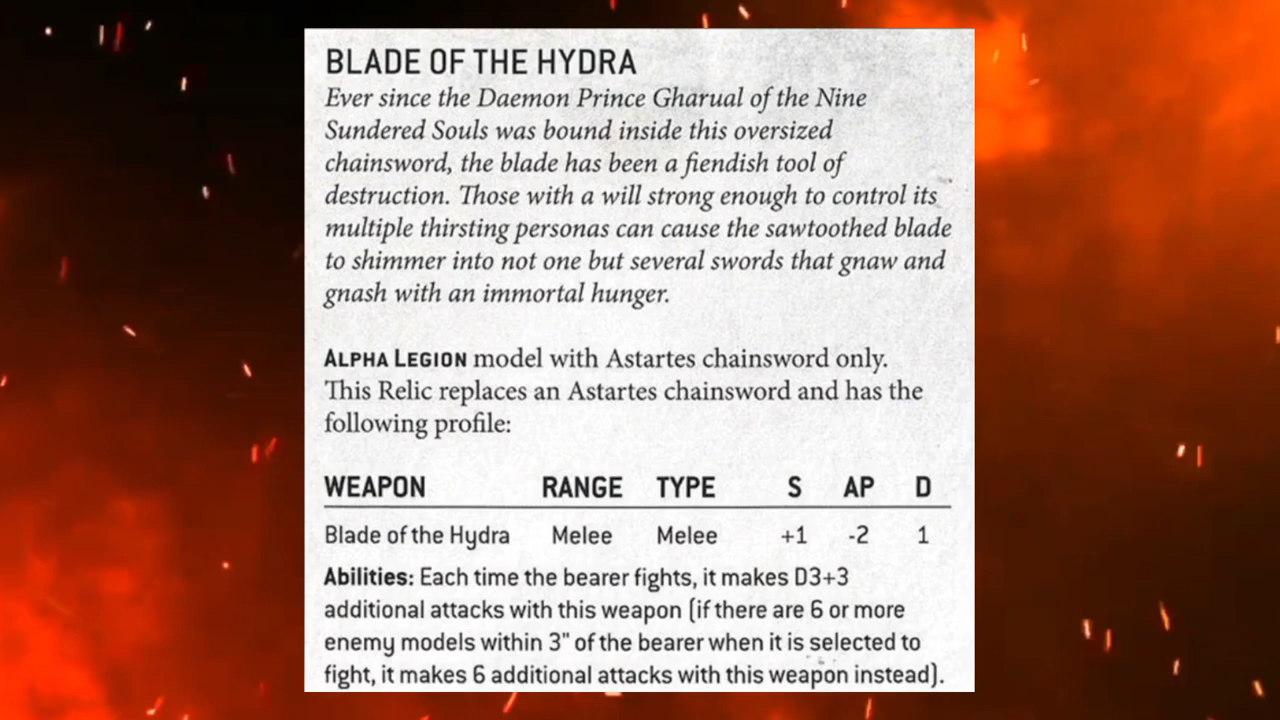 BLADE OF THE HYDRA
Ever since the Daemon Prince Gharual of the Nine
Sundered Souls was bound inside this oversized
chainsword, the blade has been a fiendish tool of
destruction. Those with a will strong enough to control its
multiple thirsting personas can cause the sawtoothed blade
to shimmer into not one but several swords that gnaw and
gnash with an immortal hunger.
ALPHA LEGION model with Astartes chainsword only.
This Relic replaces an Astartes chainsword and has the
following profile:
WEAPON RANGE TYPE S AP D
Blade of the Hydra Melee Melee +1 -2 1
Abilities: Each time the bearer fights, it makes D3+3
additional attacks with this weapon (if there are 6 or more
enemy models within 3" of the bearer when it is selected to
fight, it makes 6 additional attacks with this weapon instead).